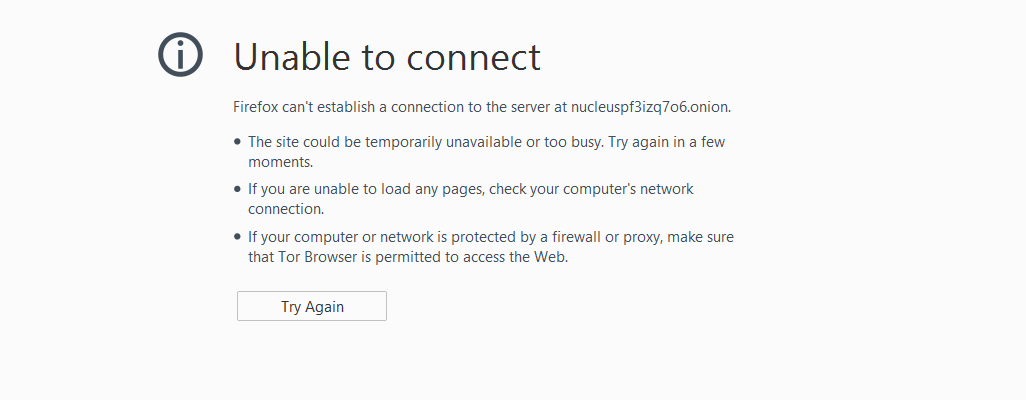 Unable to connect
Firefox can't establish a connection to the server at nucleuspf3izq7o6.onion.
• The site could be temporarily unavailable or too busy. Try again in a few
moments.
• If you are unable to load any pages, check your computer's network
connection.
• If your computer or network is protected by a firewall or proxy, make sure
that Tor Browser is permitted to access the Web.
Try Again